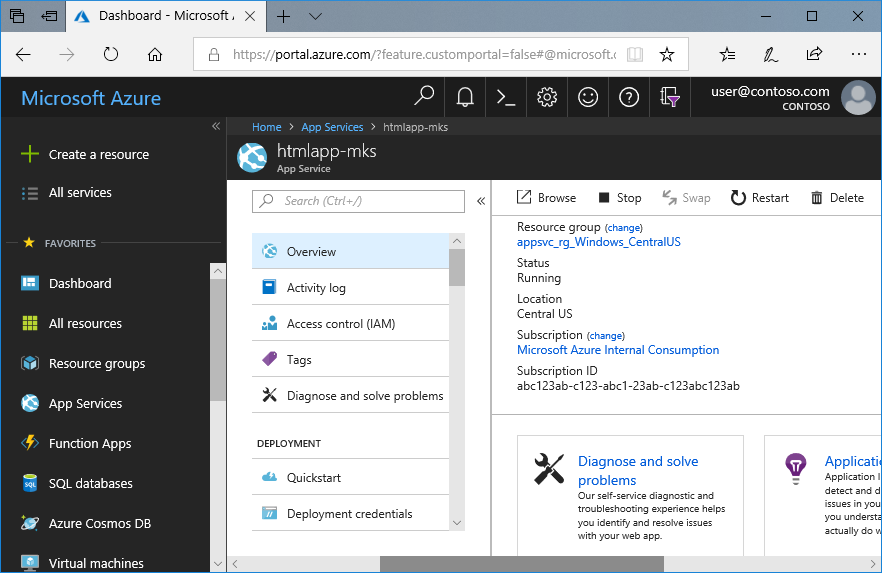 Dashboard - Microsoft A
https://portal.azure.com/?feature.customportal=false#@microsoft.c
Microsoft Azure
user@contoso.com
CONTOSO
Create a resource
All services
FAVORITES
Dashboard
All resources
Resource groups
App Services
Function Apps
SQL databases
Azure Cosmos DB
Virtual machines
Home > App Services > htmlapp-mks
htmlapp-mks
App Service
Search (Ctrl+/)
Overview
Activity log
Access control (IAM)
Tags
Diagnose and solve problems
DEPLOYMENT
Quickstart
Deployment credentials
Browse Stop Swap Restart Delete
Resource group (change)
appsvc_rg_Windows_CentralUS
Status
Running
Location
Central US
Subscription (change)
Microsoft Azure Internal Consumption
Subscription ID
abc123ab-c123-abc1-23ab-c123abc123ab
Diagnose and solve
problems
Our self-service diagnostic and
troubleshooting experience helps
you identify and resolve issues
with your web app.
Applicatio
Application I
detect and d
issues in you
you understa
actually do w